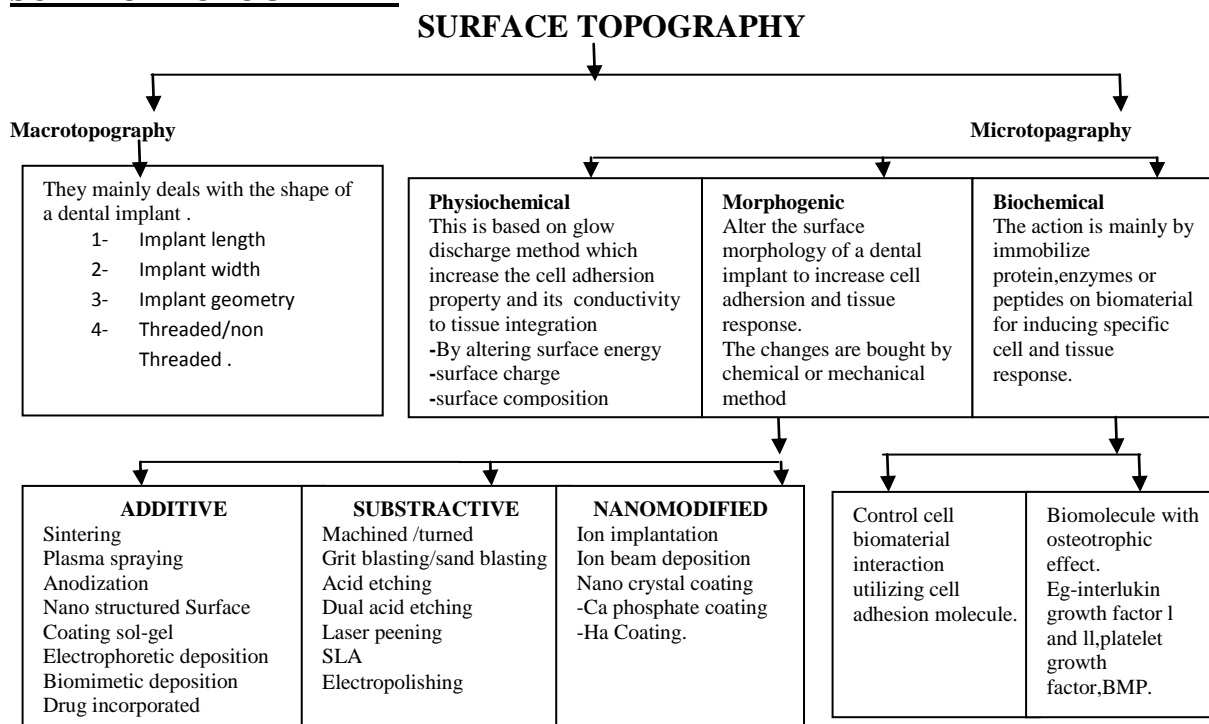 SURFACE TOPOGRAPHY
Macrotopography
Microtopagraphy
They mainly deals with the shape of
a dental implant .
1- Implant length
2- Implant width
3- Implant geometry
4- Threaded/non
Threaded .
Physiochemical
This is based on glow
discharge method which
increase the cell adhersion
property and its conductivity
to tissue integration
-By altering surface energy
-surface charge
-surface composition
Morphogenic
Alter the surface
morphology of a dental
implant to increase cell
adhersion and tissue
response.
The changes are bought by
chemical or mechanical
method
Biochemical
The action is mainly by
immobilize
protein,enzymes or
peptides on biomaterial
for inducing specific
cell and tissue
response.
ADDITIVE
Sintering
Plasma spraying
Anodization
Nano structured Surface
Coating sol-gel
Electrophoretic deposition
Biomimetic deposition
Drug incorporated
SUBSTRACTIVE
Machined /turned
Grit blasting/sand blasting
Acid etching
Dual acid etching
Laser peening
SLA
Electropolishing
NANOMODIFIED
Ion implantation
Ion beam deposition
Nano crystal coating
-Ca phosphate coating
-Ha Coating.
Control cell
biomaterial
interaction
utilizing cell
adhesion molecule.
Biomolecule with
osteotrophic
effect.
Eg-interlukin
growth factor l
and ll,platelet
growth
factor,BMP.